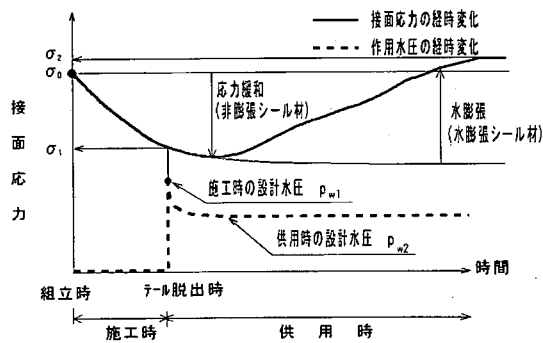 接面応力の経時変化
作用水圧の経時変化
σ2
σ0
σ1
接面応力
応力緩和
(非膨張シール材)
水膨張
(水膨張シール材)
施工時の設計水圧 pw1
供用時の設計水圧 pw2
時間
組立時
テール脱出時
施工時
供用時